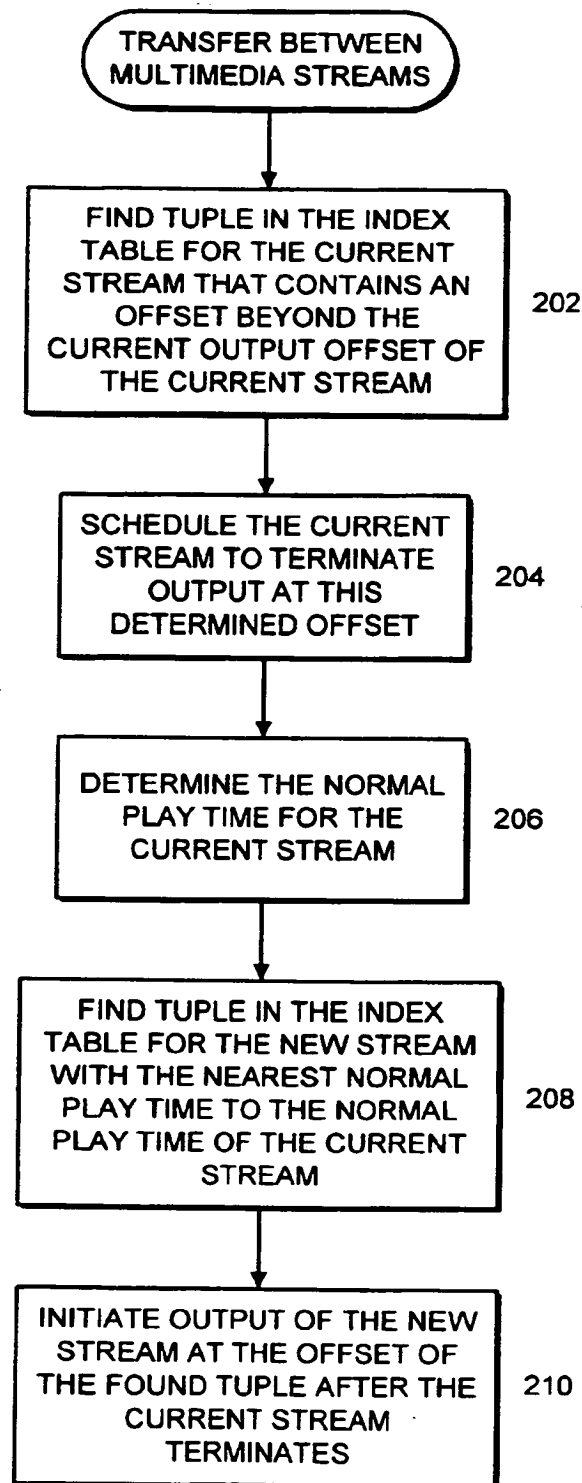 TRANSFER BETWEEN
MULTIMEDIA STREAMS
FIND TUPLE IN THE INDEX
TABLE FOR THE CURRENT
STREAM THAT CONTAINS AN
OFFSET BEYOND THE
CURRENT OUTPUT OFFSET OF
THE CURRENT STREAM
202
SCHEDULE THE CURRENT
STREAM TO TERMINATE
OUTPUT AT THIS
DETERMINED OFFSET
204
DETERMINE THE NORMAL
PLAY TIME FOR THE
CURRENT STREAM
206
FIND TUPLE IN THE INDEX
TABLE FOR THE NEW STREAM
WITH THE NEAREST NORMAL
PLAY TIME TO THE NORMAL
PLAY TIME OF THE CURRENT
STREAM
208
INITIATE OUTPUT OF THE NEW
STREAM AT THE OFFSET OF
THE FOUND TUPLE AFTER THE
CURRENT STREAM
TERMINATES
210